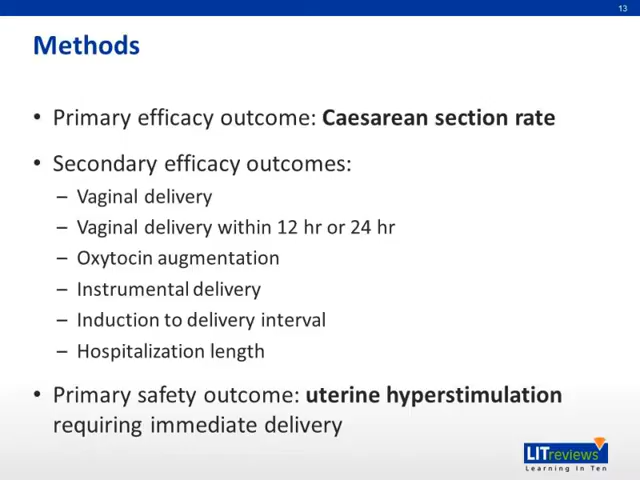 13
Methods
• Primary efficacy outcome: Caesarean section rate
• Secondary efficacy outcomes:
– Vaginal delivery
– Vaginal delivery within 12 hr or 24 hr
– Oxytocin augmentation
– Instrumental delivery
– Induction to delivery interval
– Hospitalization length
• Primary safety outcome: uterine hyperstimulation
requiring immediate delivery
LITreviews
Learning In Ten